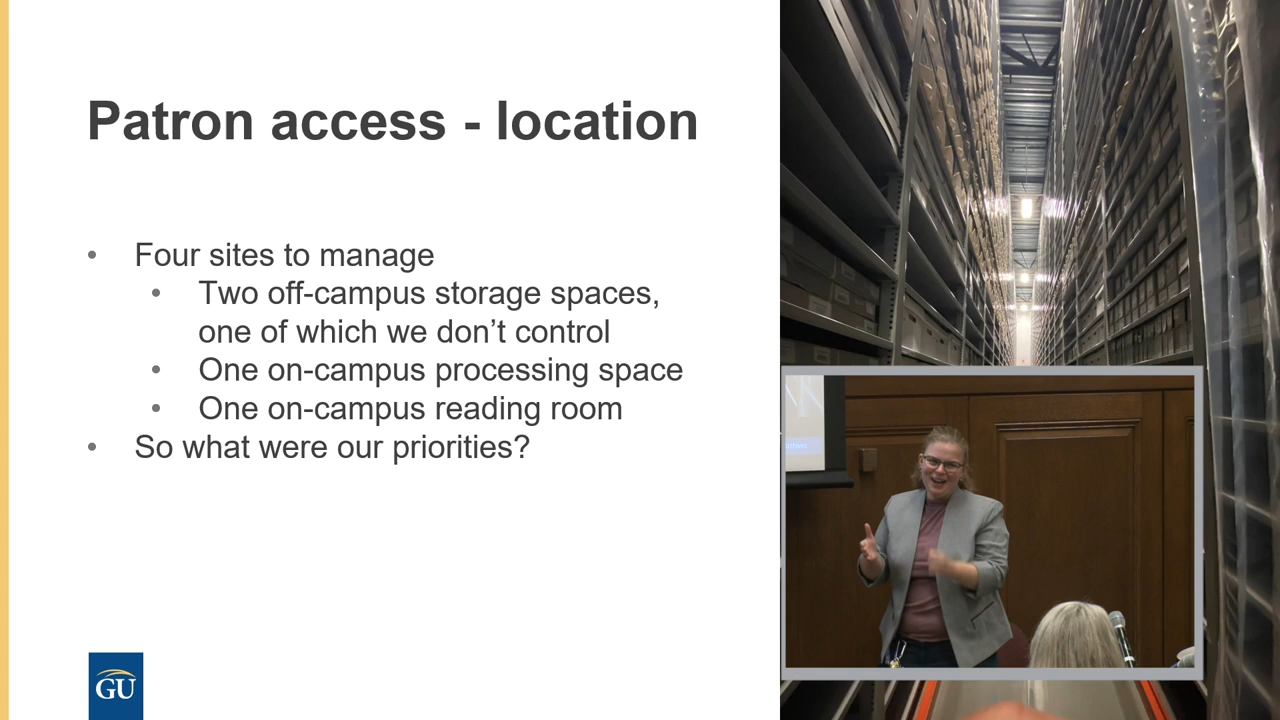 Patron access - location
• Four sites to manage
• Two off-campus storage spaces,
one of which we don’t control
• One on-campus processing space
• One on-campus reading room
• So what were our priorities?
GU